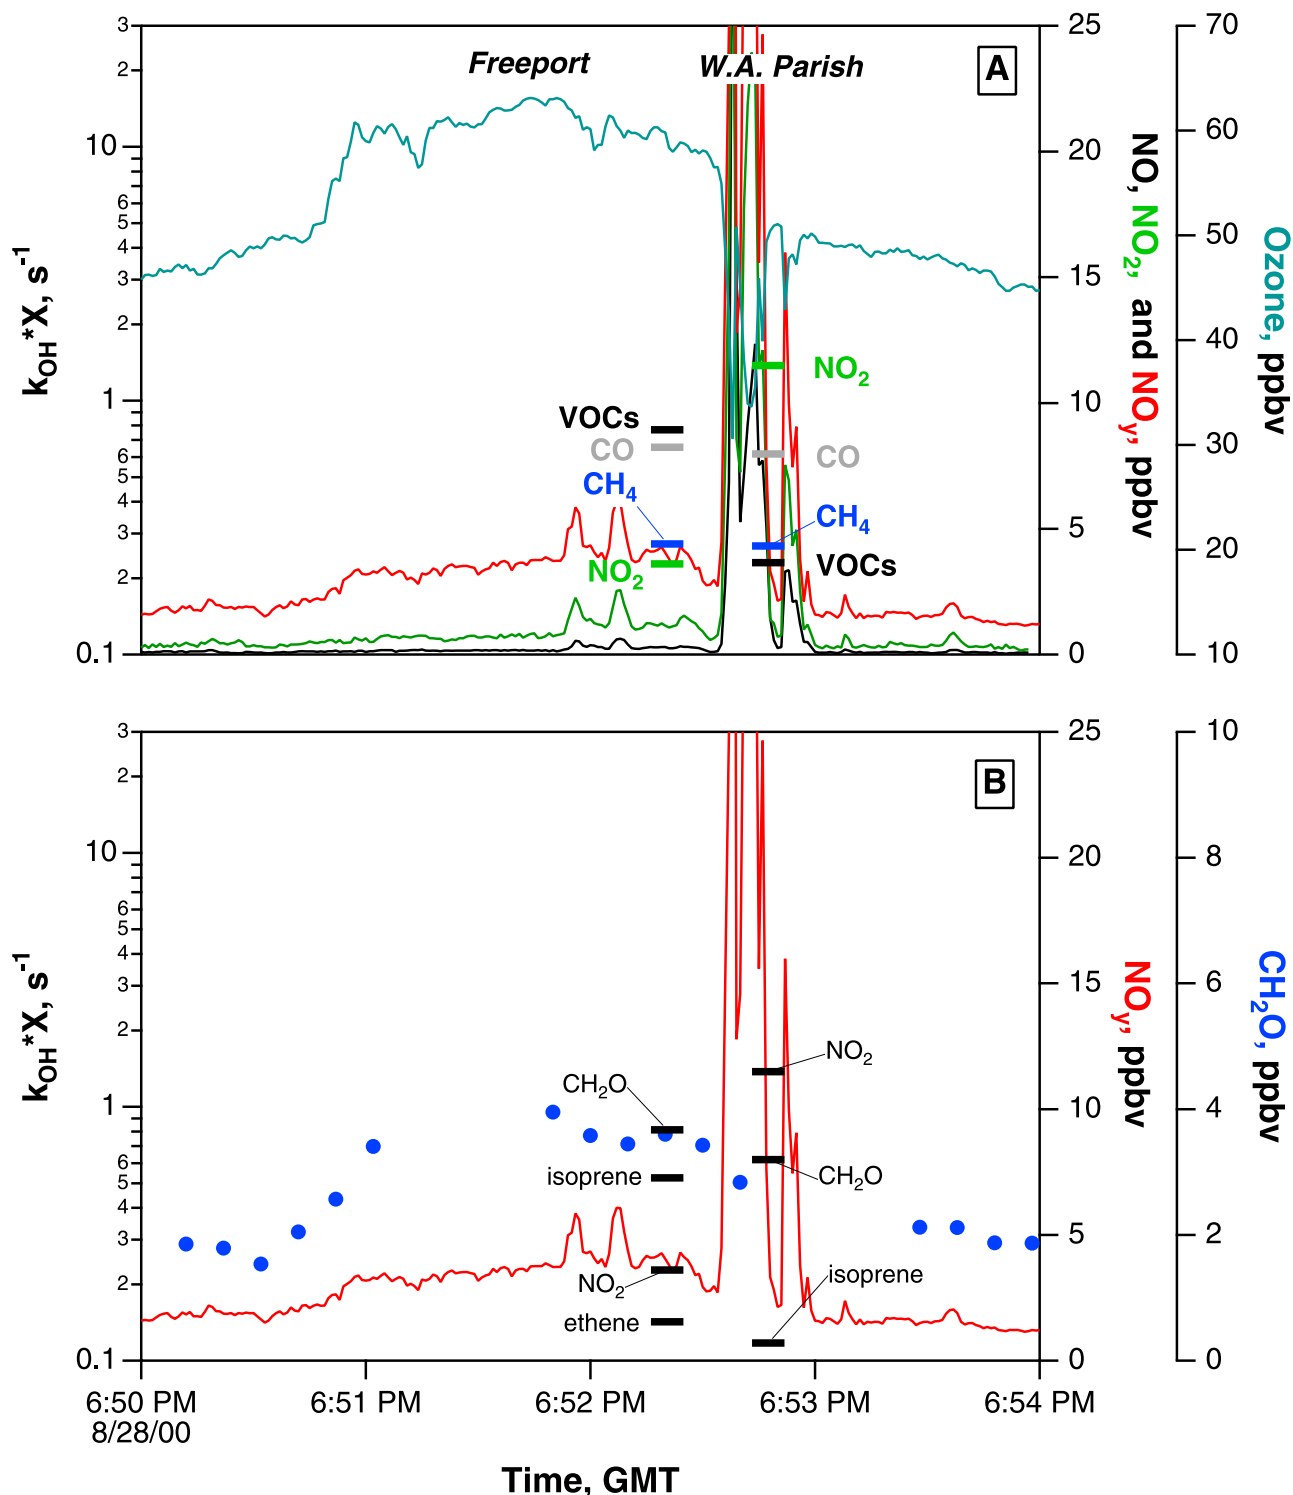 3
2
10
6
5
4
3
2
1
6
5
4
3
2
0.1
k_OH*X, s^-1
Freeport
W.A. Parish
A
VOCs
CO
CH4
NO2
NO2
CO
CH4
VOCs
25
20
15
10
5
0
NO, NO2, and NOy, ppbv
70
60
50
40
30
20
10
Ozone, ppbv
3
2
10
6
5
4
3
2
1
6
5
4
3
2
0.1
k_OH*X, s^-1
B
CH2O
isoprene
NO2
ethene
NO2
CH2O
isoprene
25
20
15
10
5
0
NOy, ppbv
10
8
6
4
2
0
CH2O, ppbv
6:50 PM
8/28/00
6:51 PM
6:52 PM
6:53 PM
6:54 PM
Time, GMT